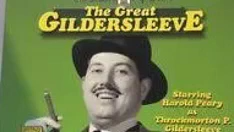 The Great
GILDERSLEEVE
Starring
Harold Peary
as
Throckmorton P.
Gildersleeve